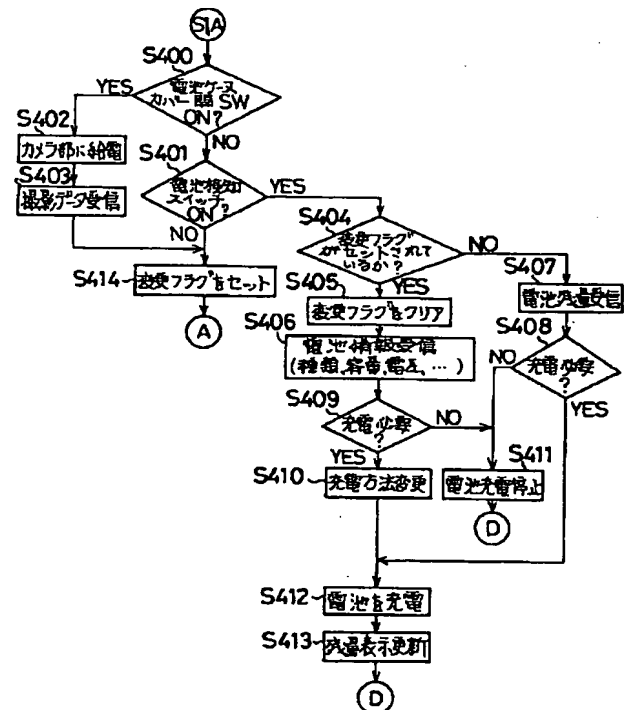 S1A
S400
電池ケース
カバー開SW
ON?
YES
NO
S402
カメラ部に給電
S403
撮影データ受信
S401
電池検知
スイッチ
ON?
YES
NO
S414
変更フラグをセット
A
S404
変更フラグ
がセットされて
いるか?
NO
YES
S405
変更フラグをクリア
S406
電池情報受信
(種類、容量、電圧、…)
S407
電池残量受信
S408
充電必要
?
NO
YES
S409
充電必要
?
NO
YES
S410
充電方法変更
S411
電池充電停止
D
S412
電池を充電
S413
残量表示更新
D